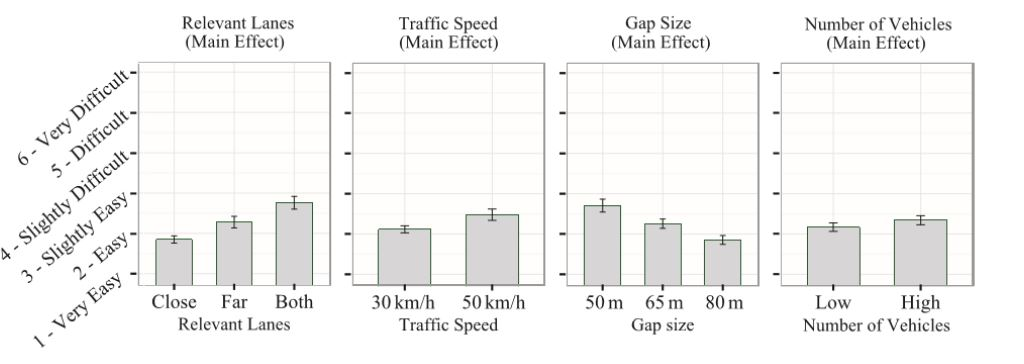 Relevant Lanes
(Main Effect)
Traffic Speed
(Main Effect)
Gap Size
(Main Effect)
Number of Vehicles
(Main Effect)
6 - Very Difficult
5 - Difficult
4 - Slightly Difficult
3 - Slightly Easy
2 - Easy
1 - Very Easy
Close Far Both
30 km/h 50 km/h
50 m 65 m 80 m
Low High
Relevant Lanes
Traffic Speed
Gap size
Number of Vehicles